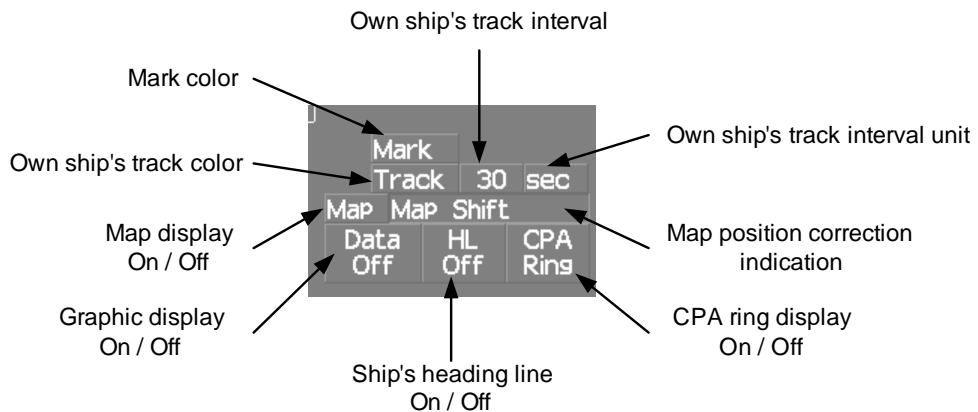 Own ship's track interval
Mark color
Own ship's track interval unit
Own ship's track color
Mark
Track 30 sec
Map Map Shift
Data Off
HL Off
CPA Ring
Map display
On / Off
Map position correction
indication
Graphic display
On / Off
CPA ring display
On / Off
Ship's heading line
On / Off